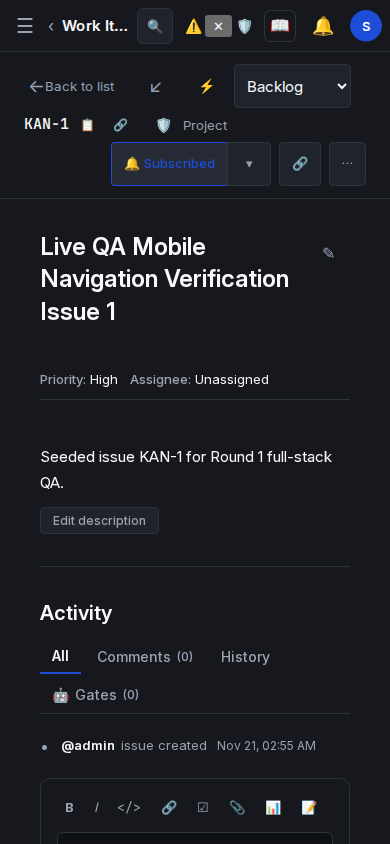 ☰ ‹ Work It... 🔍 ⚠️ ✕ 🛡️ 📖 🔔 S
←Back to list ↙ ⚡ Backlog
KAN-1 📋 🔗 🛡️ Project
🔔 Subscribed ▾ 🔗 ···
Live QA Mobile
Navigation Verification
Issue 1
✎
Priority: High Assignee: Unassigned
Seeded issue KAN-1 for Round 1 full-stack
QA.
Edit description
Activity
All Comments (0) History
🤖 Gates (0)
• @admin issue created Nov 21, 02:55 AM
B I </> 🔗 ☑ 📎 📊 📝